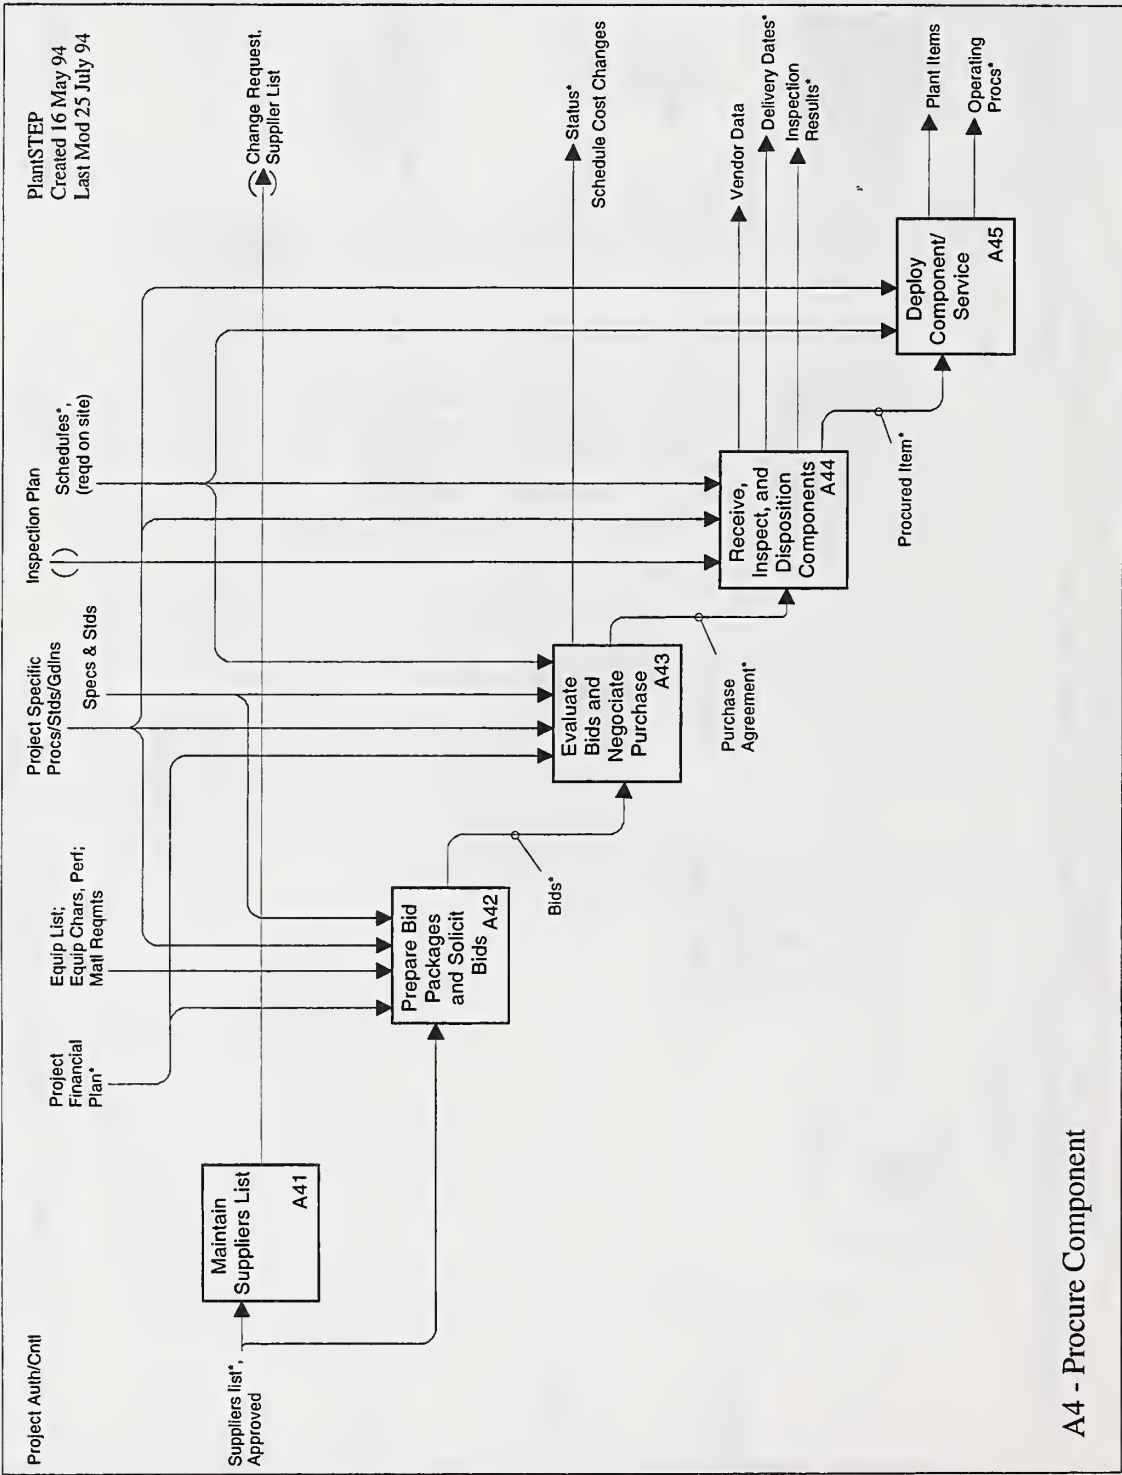 Project Auth/Cntl
PlantSTEP
Created 16 May 94
Last Mod 25 July 94
Project
Financial
Plan*
Equip List;
Equip Chars, Perf;
Matl Reqmts
Project Specific
Procs/Stds/Gdlns
Specs & Stds
Inspection Plan
Schedules*,
(reqd on site)
Suppliers list*,
Approved
Maintain
Suppliers List
A41
Change Request,
Supplier List
Prepare Bid
Packages
and Solicit
Bids
A42
Bids*
Evaluate
Bids and
Negociate
Purchase
A43
Status*
Schedule Cost Changes
Purchase
Agreement*
Receive,
Inspect, and
Disposition
Components
A44
Vendor Data
Delivery Dates*
Inspection
Results*
Procured Item*
Deploy
Component/
Service
A45
Plant Items
Operating
Procs*
A4 - Procure Component